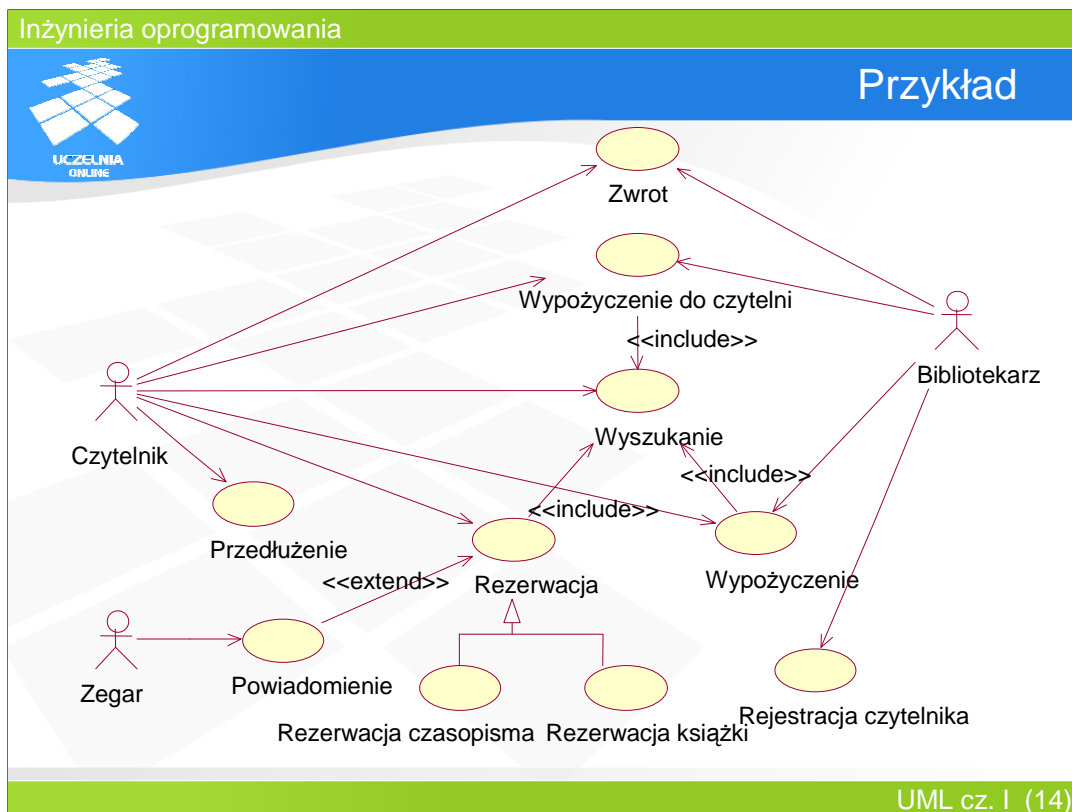 Inżynieria oprogramowania
Przykład
UCZELNIA
ONLINE
Zwrot
Wypożyczenie do czytelni
<<include>>
Bibliotekarz
Wyszukanie
Czytelnik
<<include>>
<<include>>
Przedłużenie
<<extend>>
Rezerwacja
Wypożyczenie
Zegar
Powiadomienie
Rezerwacja czasopisma
Rezerwacja książki
Rejestracja czytelnika
UML cz. I (14)